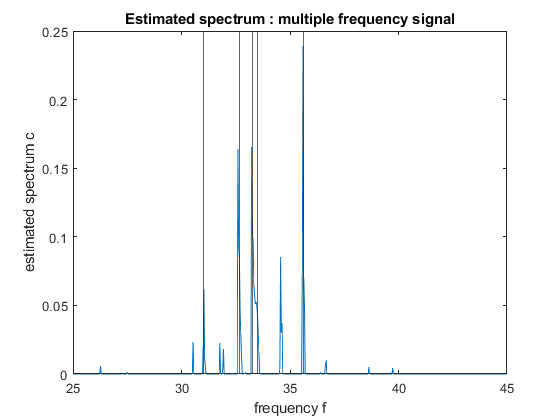 Estimated spectrum : multiple frequency signal
0.25
0.2
0.15
0.1
0.05
0
estimated spectrum c
25 30 35 40 45
frequency f